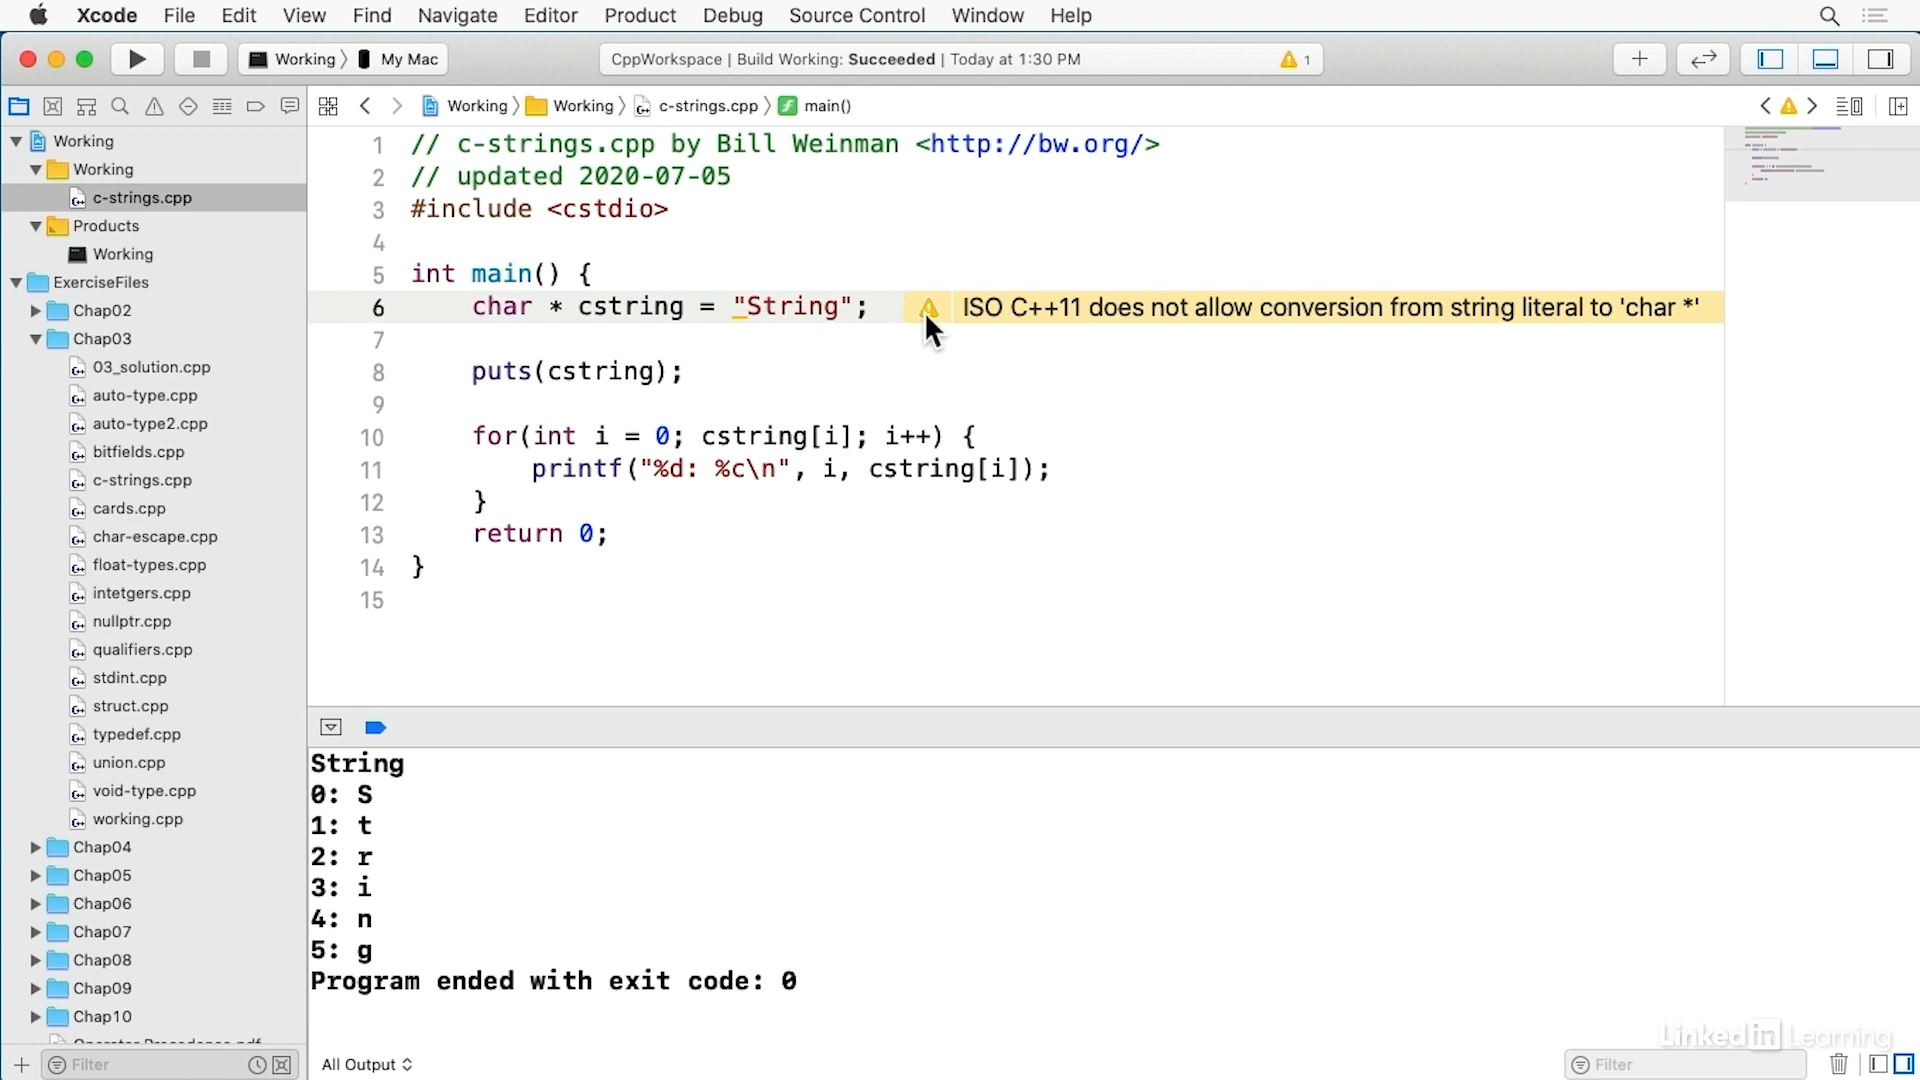 Xcode File Edit View Find Navigate Editor Product Debug Source Control Window Help
Working 〉 My Mac
CppWorkspace | Build Working: Succeeded | Today at 1:30 PM
1
Working 〉 Working 〉 c-strings.cpp 〉 main()
Working
Working
c-strings.cpp
Products
Working
ExerciseFiles
Chap02
Chap03
03_solution.cpp
auto-type.cpp
auto-type2.cpp
bitfields.cpp
c-strings.cpp
cards.cpp
char-escape.cpp
float-types.cpp
intetgers.cpp
nullptr.cpp
qualifiers.cpp
stdint.cpp
struct.cpp
typedef.cpp
union.cpp
void-type.cpp
working.cpp
Chap04
Chap05
Chap06
Chap07
Chap08
Chap09
Chap10
Operator Precedence.pdf
Filter
1 // c-strings.cpp by Bill Weinman <http://bw.org/>
2 // updated 2020-07-05
3 #include <cstdio>
4
5 int main() {
6 char * cstring = "String"; ISO C++11 does not allow conversion from string literal to 'char *'
7
8 puts(cstring);
9
10 for(int i = 0; cstring[i]; i++) {
11 printf("%d: %c\n", i, cstring[i]);
12 }
13 return 0;
14 }
15
String
0: S
1: t
2: r
3: i
4: n
5: g
Program ended with exit code: 0
All Output
Filter
Linked in Learning